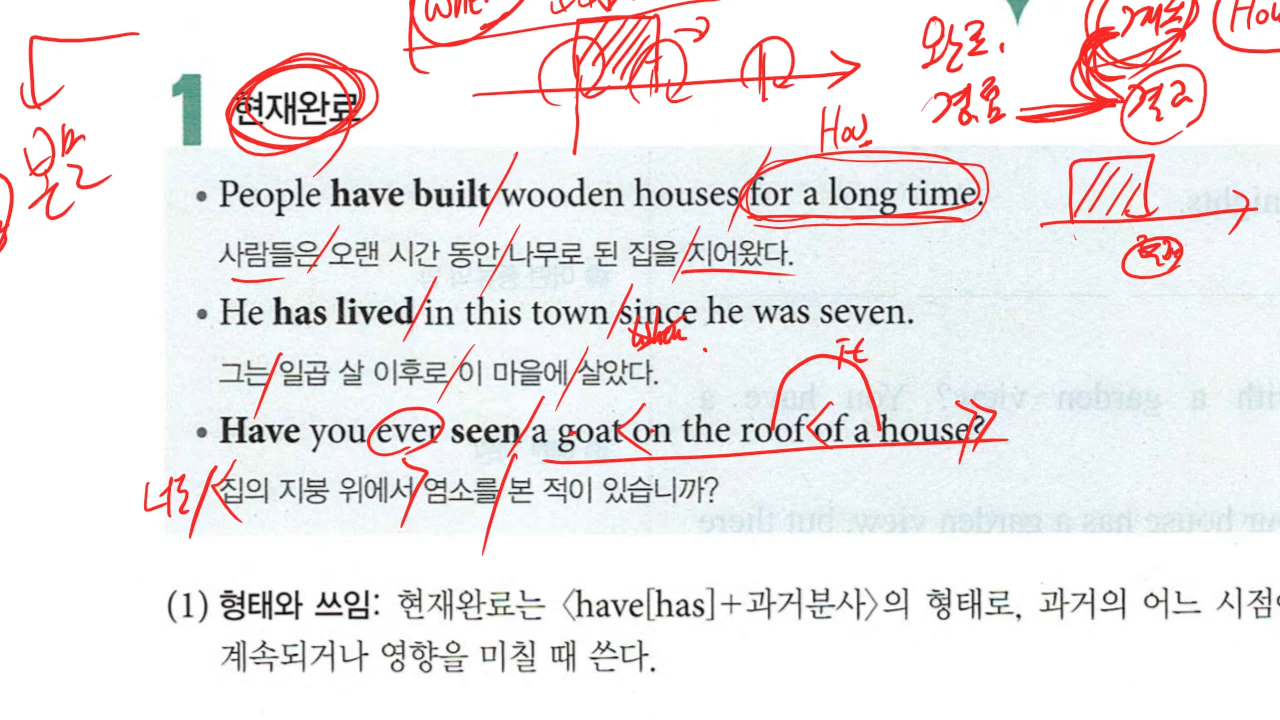 When
완료.
(계속)
경험
결과
1 현재완료
How
본동
• People have built wooden houses for a long time.
사람들은 오랜 시간 동안 나무로 된 집을 지어왔다.
• He has lived in this town since he was seven.
when
그는 일곱 살 이후로 이 마을에 살았다.
• Have you ever seen a goat on the roof of a house?
너는
집의 지붕 위에서 염소를 본 적이 있습니까?
(1) 형태와 쓰임: 현재완료는 〈have[has]+과거분사〉의 형태로, 과거의 어느 시점
계속되거나 영향을 미칠 때 쓴다.